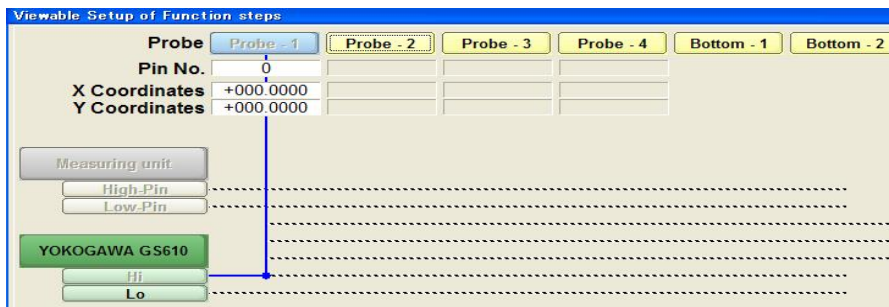 Viewable Setup of Function steps
Probe Probe - 1 Probe - 2 Probe - 3 Probe - 4 Bottom - 1 Bottom - 2
Pin No. 0
X Coordinates +000.0000
Y Coordinates +000.0000
Measuring unit
High-Pin
Low-Pin
YOKOGAWA GS610
Hi
Lo